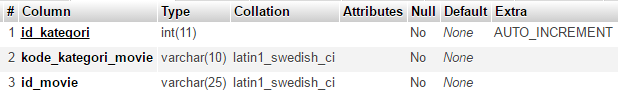 # Column Type Collation Attributes Null Default Extra
1 id_kategori int(11) No None AUTO_INCREMENT
2 kode_kategori_movie varchar(10) latin1_swedish_ci No None
3 id_movie varchar(25) latin1_swedish_ci No None